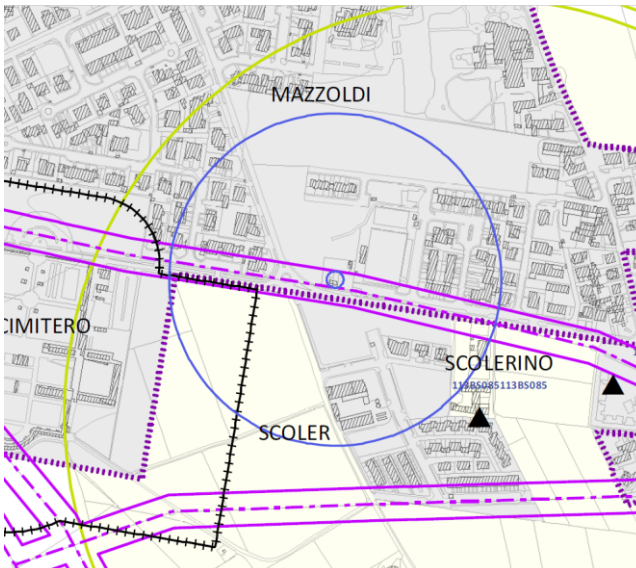 MAZZOLDI
CIMITERO
SCOLERINO
113BS085113BS085
SCOLER